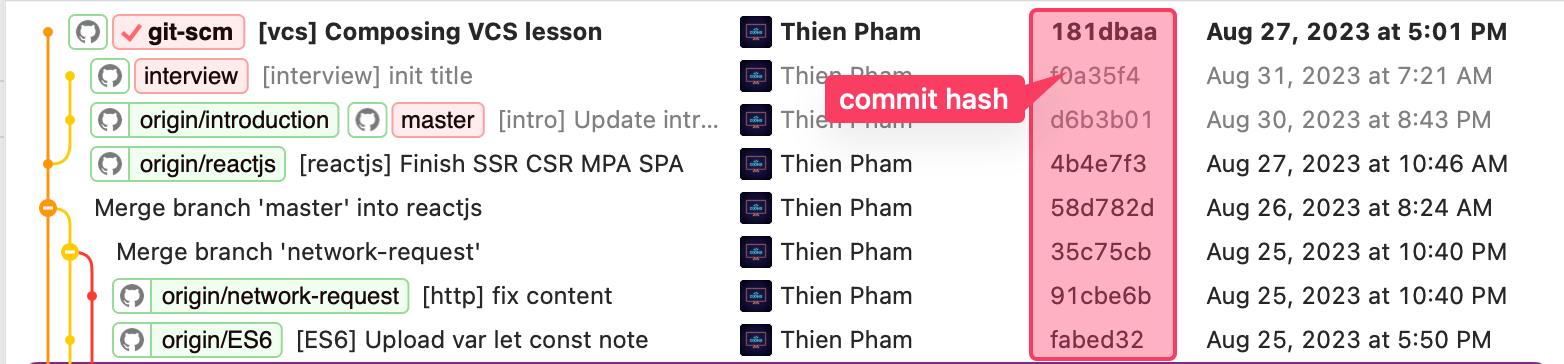 git-scm [vcs] Composing VCS lesson Thien Pham 181dbaa Aug 27, 2023 at 5:01 PM
interview [interview] init title Thien Pham f0a35f4 Aug 31, 2023 at 7:21 AM
commit hash
origin/introduction master [intro] Update intr... Thien Pham d6b3b01 Aug 30, 2023 at 8:43 PM
origin/reactjs [reactjs] Finish SSR CSR MPA SPA Thien Pham 4b4e7f3 Aug 27, 2023 at 10:46 AM
Merge branch 'master' into reactjs Thien Pham 58d782d Aug 26, 2023 at 8:24 AM
Merge branch 'network-request' Thien Pham 35c75cb Aug 25, 2023 at 10:40 PM
origin/network-request [http] fix content Thien Pham 91cbe6b Aug 25, 2023 at 10:40 PM
origin/ES6 [ES6] Upload var let const note Thien Pham fabed32 Aug 25, 2023 at 5:50 PM